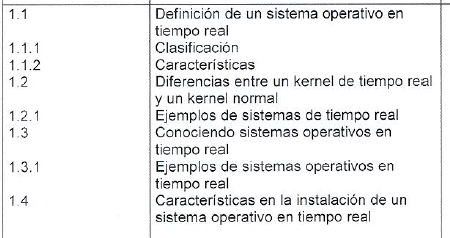 1.1 Definición de un sistema operativo en
tiempo real
1.1.1 Clasificación
1.1.2 Características
1.2 Diferencias entre un kernel de tiempo real
y un kernel normal
1.2.1 Ejemplos de sistemas de tiempo real
1.3 Conociendo sistemas operativos en
tiempo real
1.3.1 Ejemplos de sistemas operativos en
tiempo real
1.4 Características en la instalación de un
sistema operativo en tiempo real